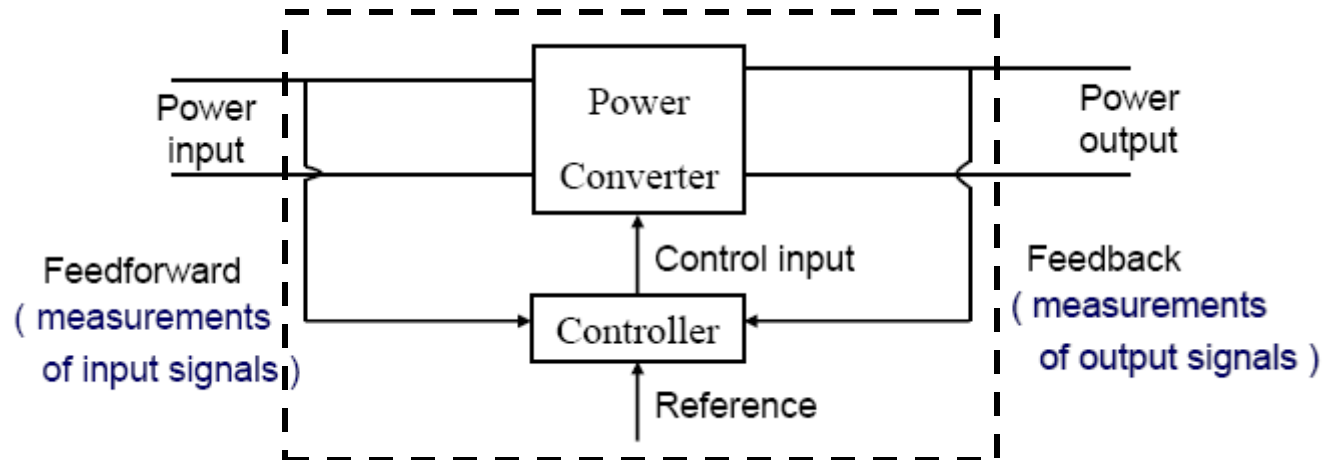 Power
input
Power
Converter
Power
output
Control input
Feedforward
( measurements
of input signals )
Controller
Feedback
( measurements
of output signals )
Reference